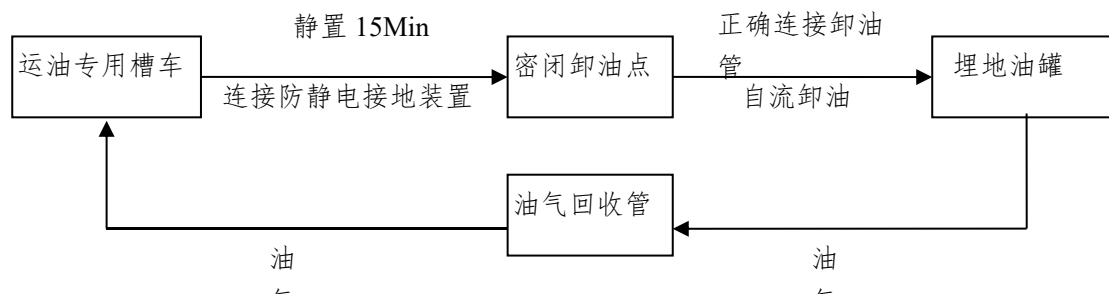 静置 15Min
正确连接卸油
管
运油专用槽车
密闭卸油点
埋地油罐
连接防静电接地装置
自流卸油
油气回收管
油
油